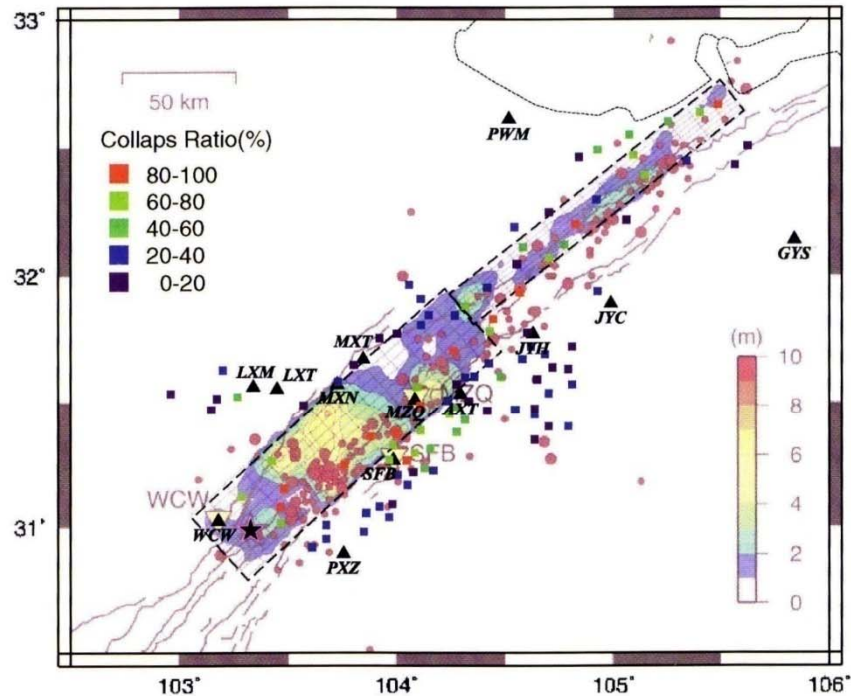 33°
PWM
50 km
Collaps Ratio(%)
80-100
60-80
40-60
20-40
0-20
GYS
32°
JYC
MXT
JYH
(m)
10
LXM
LXT
MXN
8
MZQ
MZQ
AXT
6
SFB
SFB
4
WCW
31°
WCW
PXZ
2
0
103°
104°
105°
106°